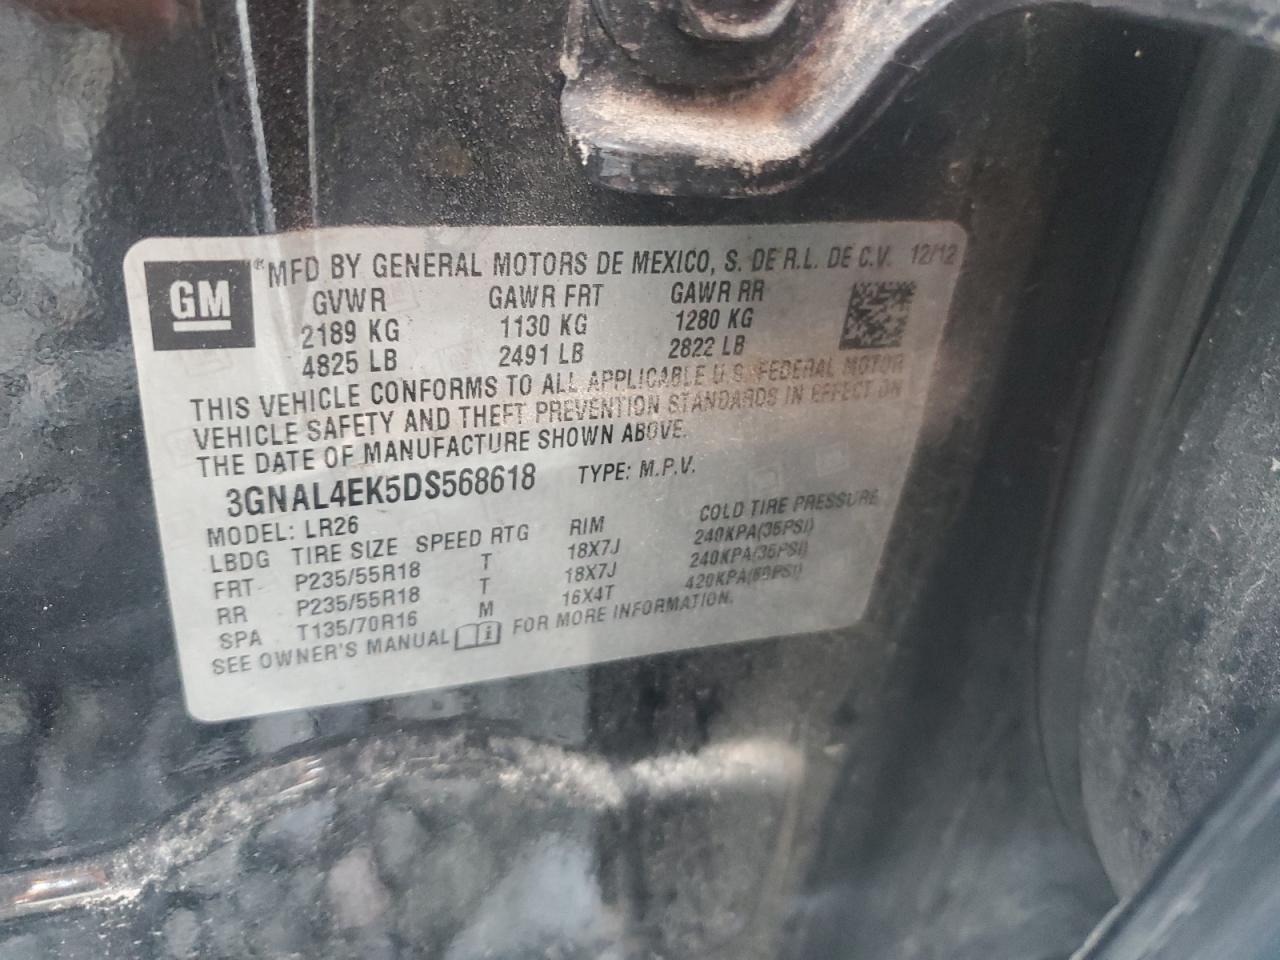 GM
®MFD BY GENERAL MOTORS DE MEXICO, S. DE R.L. DE C.V. 12/12
GVWR GAWR FRT GAWR RR
2189 KG 1130 KG 1280 KG
4825 LB 2491 LB 2822 LB
THIS VEHICLE CONFORMS TO ALL APPLICABLE U.S. FEDERAL MOTOR
VEHICLE SAFETY AND THEFT PREVENTION STANDARDS IN EFFECT ON
THE DATE OF MANUFACTURE SHOWN ABOVE.
3GNAL4EK5DS568618 TYPE: M.P.V.
MODEL: LR26
LBDG TIRE SIZE SPEED RTG RIM COLD TIRE PRESSURE
FRT P235/55R18 T 18X7J 240KPA(35PSI)
RR P235/55R18 T 18X7J 240KPA(35PSI)
SPA T135/70R16 M 16X4T 420KPA(60PSI)
SEE OWNER'S MANUAL FOR MORE INFORMATION.